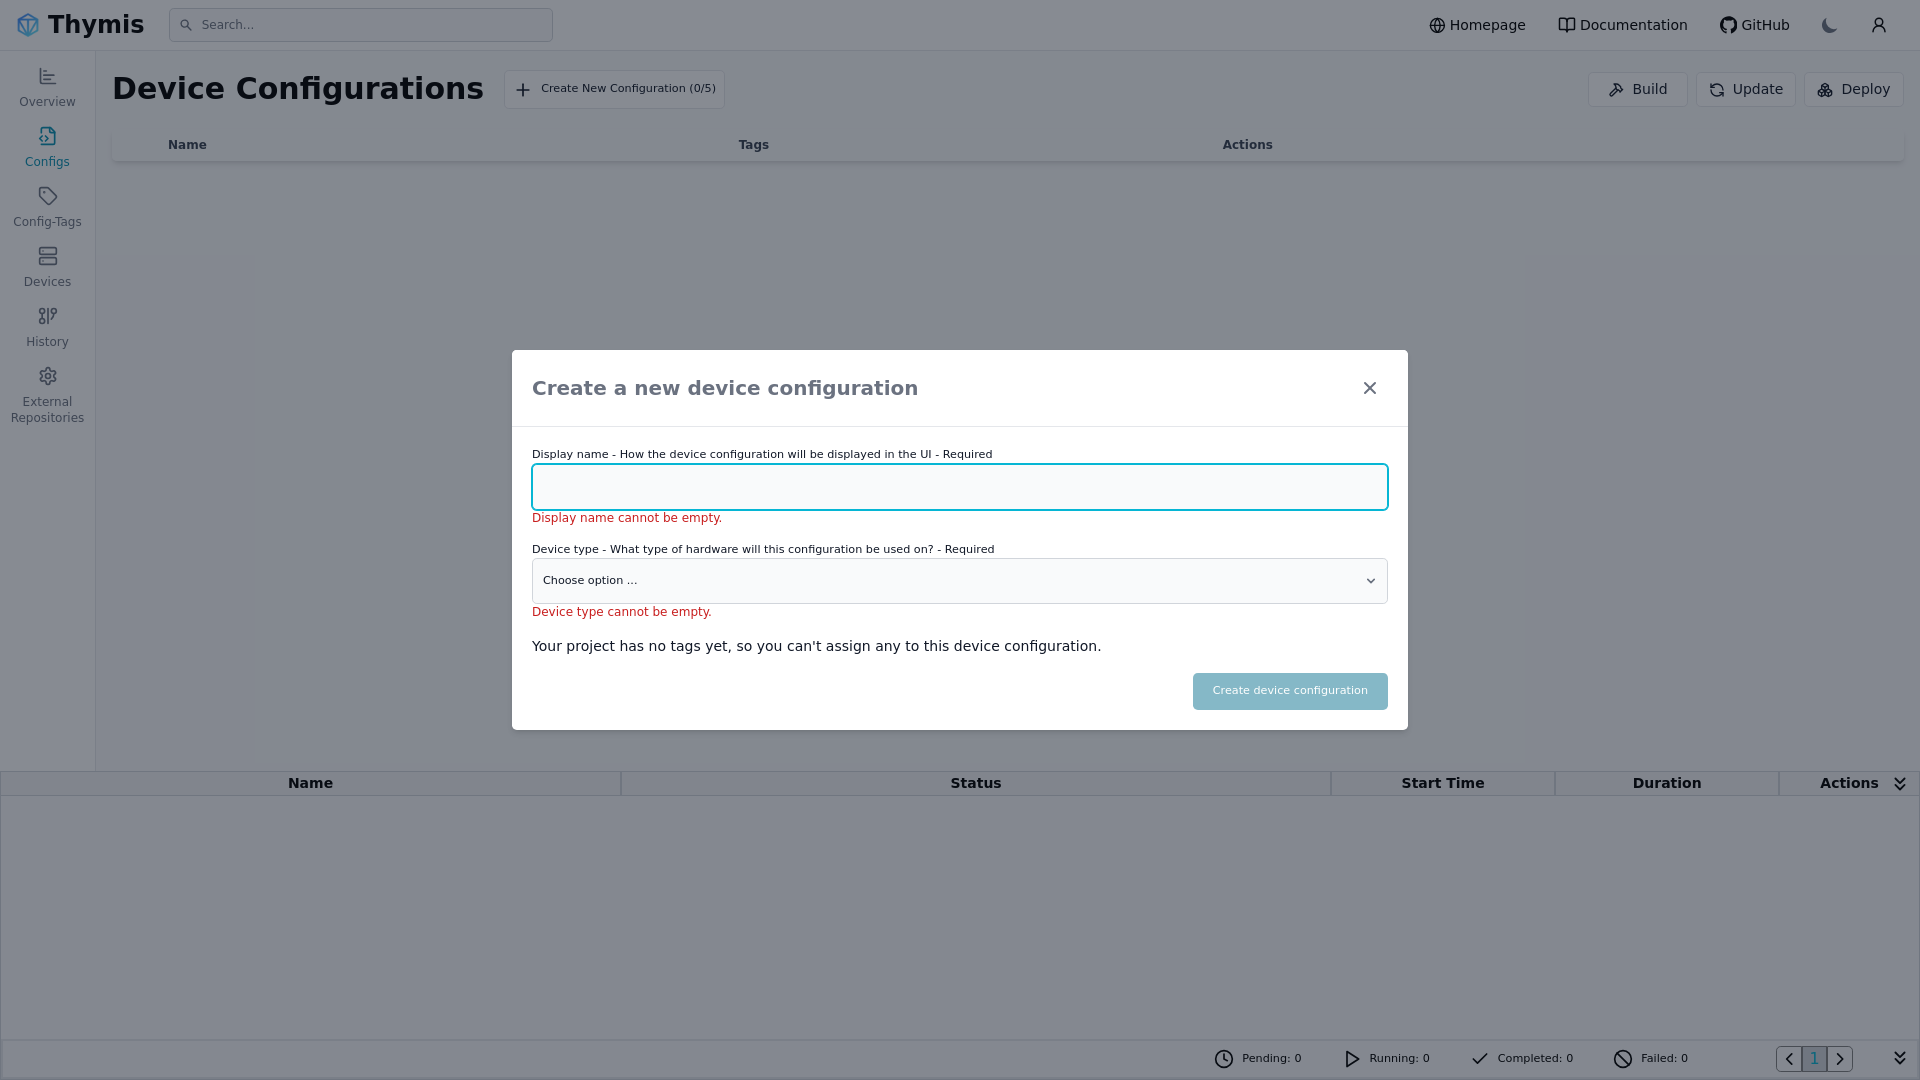 Thymis
Search...
Homepage
Documentation
GitHub
Overview
Configs
Config-Tags
Devices
History
External
Repositories
Device Configurations
Create New Configuration (0/5)
Build
Update
Deploy
Name
Tags
Actions
Create a new device configuration
Display name - How the device configuration will be displayed in the UI - Required
Display name cannot be empty.
Device type - What type of hardware will this configuration be used on? - Required
Choose option ...
Device type cannot be empty.
Your project has no tags yet, so you can't assign any to this device configuration.
Create device configuration
Name
Status
Start Time
Duration
Actions
Pending: 0
Running: 0
Completed: 0
Failed: 0
1